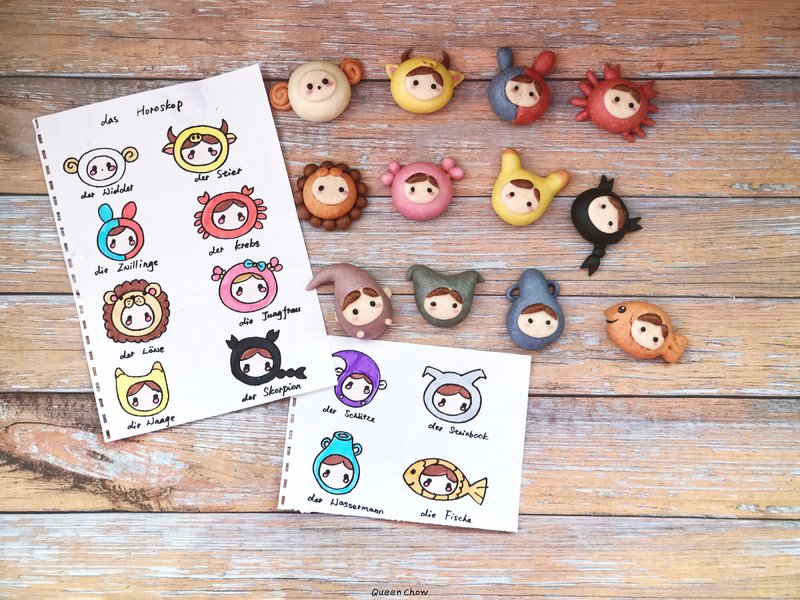 das Horoskop
der Widder
der Stier
die Zwillinge
der Krebs
der Löwe
die Jungfrau
die Waage
der Skorpion
der Schütze
der Steinbock
der Wassermann
die Fische
Queen Chow